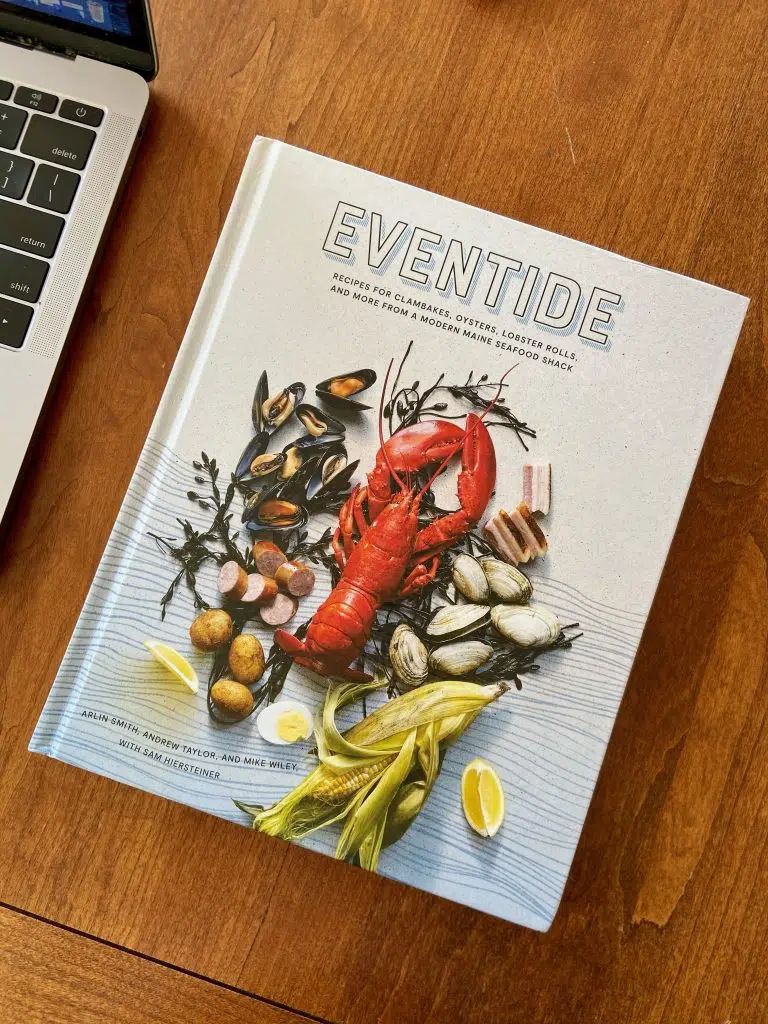 delete
return
shift
+
}
]
|
\
EVENTIDE
RECIPES FOR CLAMBAKES, OYSTERS, LOBSTER ROLLS,
AND MORE FROM A MODERN MAINE SEAFOOD SHACK
ARLIN SMITH, ANDREW TAYLOR, AND MIKE WILEY,
WITH SAM HIERSTEINER